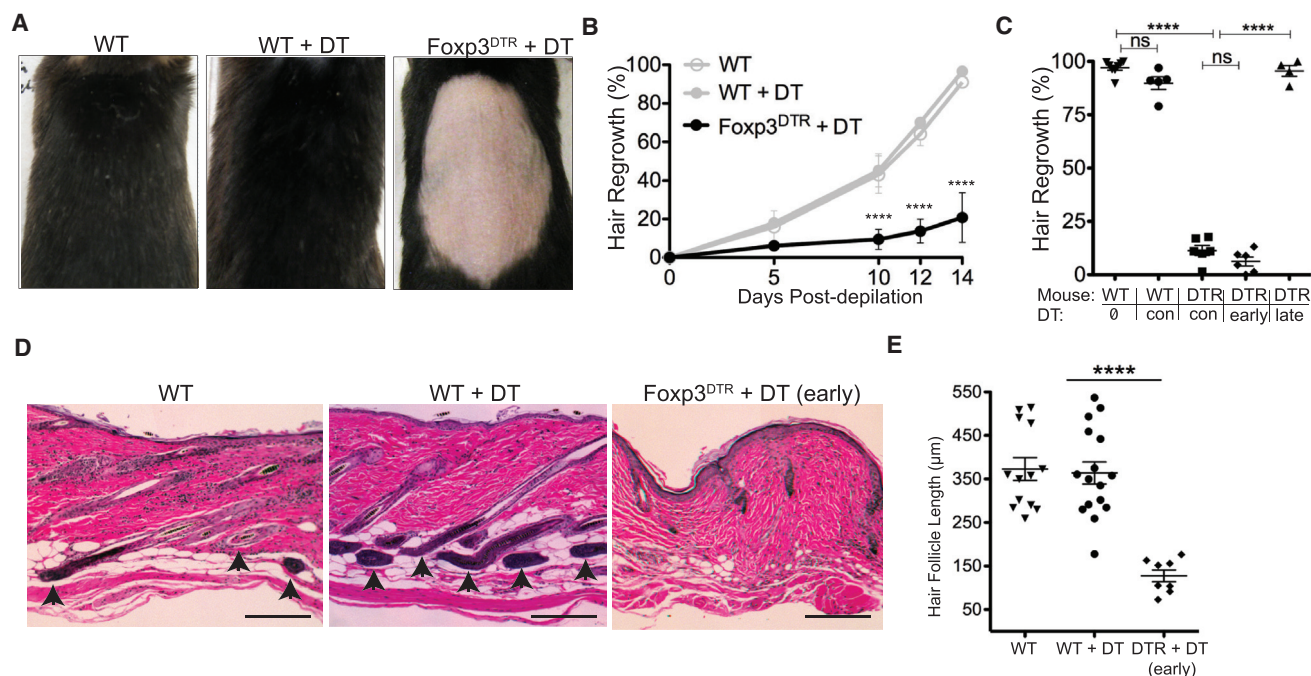 A
WT
WT + DT
Foxp3DTR + DT
B
Hair Regrowth (%)
100
80
60
40
20
0
WT
WT + DT
Foxp3DTR + DT
****
****
****
0
5
10
12
14
Days Post-depilation
C
****
****
ns
ns
Hair Regrowth (%)
100
75
50
25
0
Mouse: WT | WT | DTR | DTR | DTR
DT: 0 | con | con | early | late
D
WT
WT + DT
Foxp3DTR + DT (early)
E
****
Hair Follicle Length (µm)
550
450
350
250
150
50
WT
WT + DT
DTR + DT
(early)